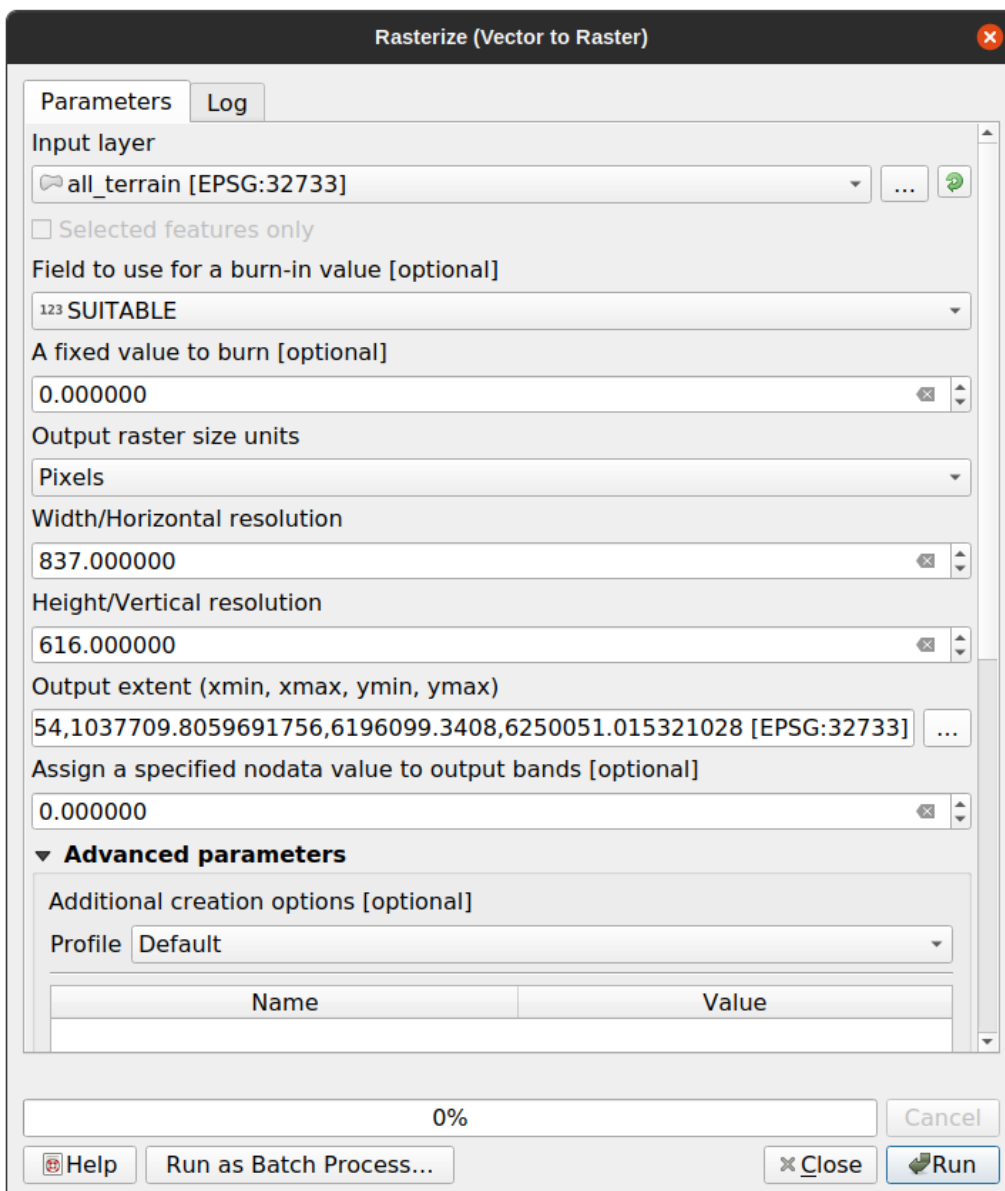 Rasterize (Vector to Raster)
Parameters Log
Input layer
all_terrain [EPSG:32733] ...
Selected features only
Field to use for a burn-in value [optional]
123 SUITABLE
A fixed value to burn [optional]
0.000000
Output raster size units
Pixels
Width/Horizontal resolution
837.000000
Height/Vertical resolution
616.000000
Output extent (xmin, xmax, ymin, ymax)
54,1037709.8059691756,6196099.3408,6250051.015321028 [EPSG:32733] ...
Assign a specified nodata value to output bands [optional]
0.000000
Advanced parameters
Additional creation options [optional]
Profile Default
Name Value
0% Cancel
Help Run as Batch Process... Close Run